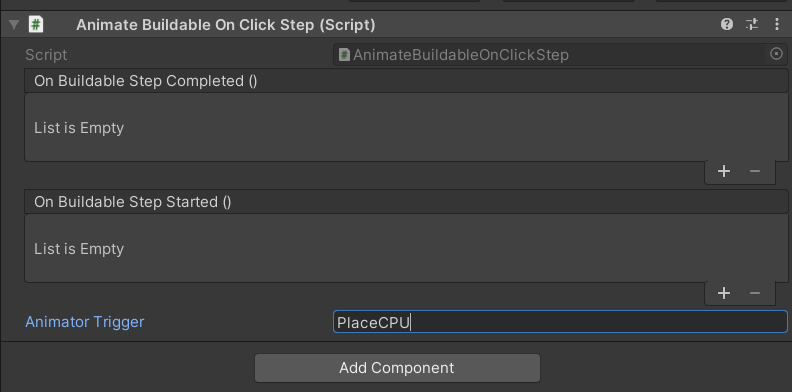 Animate Buildable On Click Step (Script)
Script
AnimateBuildableOnClickStep
On Buildable Step Completed ()
List is Empty
On Buildable Step Started ()
List is Empty
Animator Trigger
PlaceCPU
Add Component